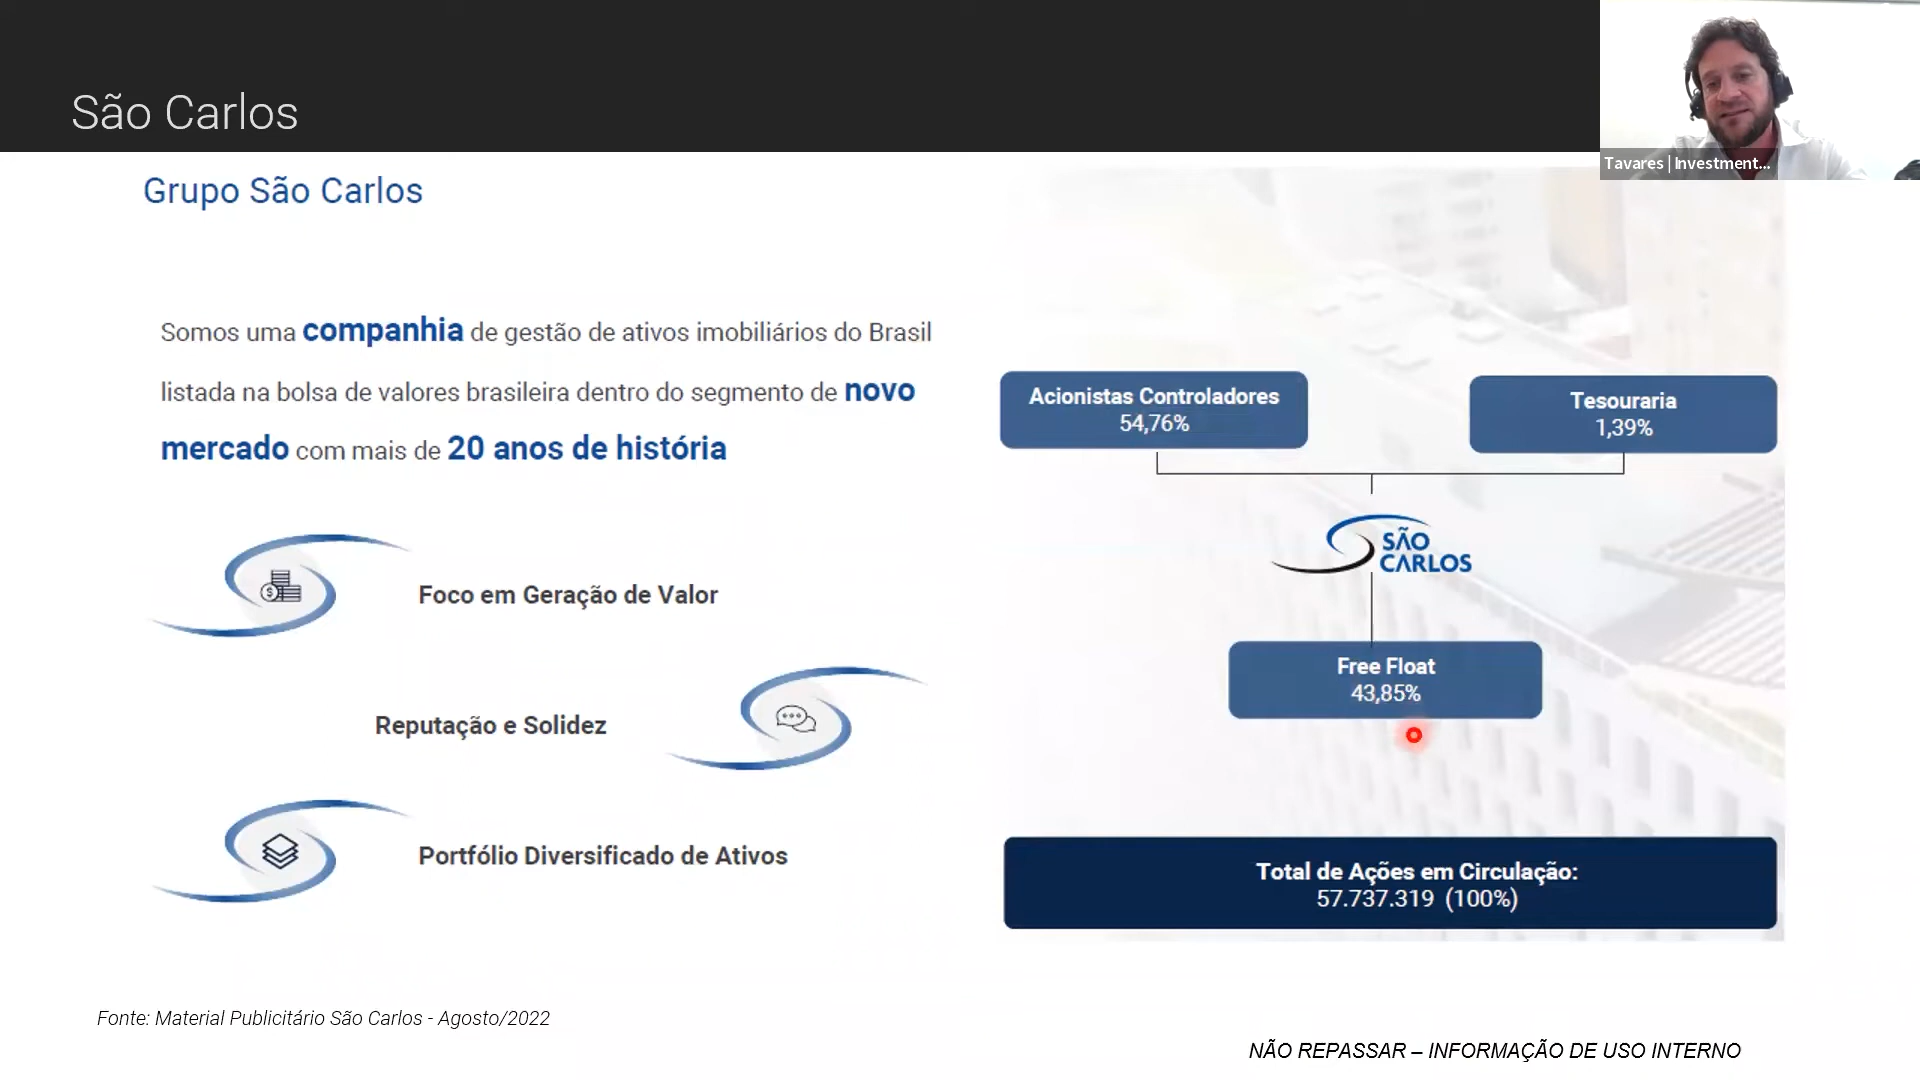 São Carlos
Tavares | Investment...
Grupo São Carlos
Somos uma companhia de gestão de ativos imobiliários do Brasil
listada na bolsa de valores brasileira dentro do segmento de novo
mercado com mais de 20 anos de história
Foco em Geração de Valor
Reputação e Solidez
Portfólio Diversificado de Ativos
Acionistas Controladores
54,76%
Tesouraria
1,39%
SÃO
CARLOS
Free Float
43,85%
Total de Ações em Circulação:
57.737.319 (100%)
Fonte: Material Publicitário São Carlos - Agosto/2022
NÃO REPASSAR – INFORMAÇÃO DE USO INTERNO